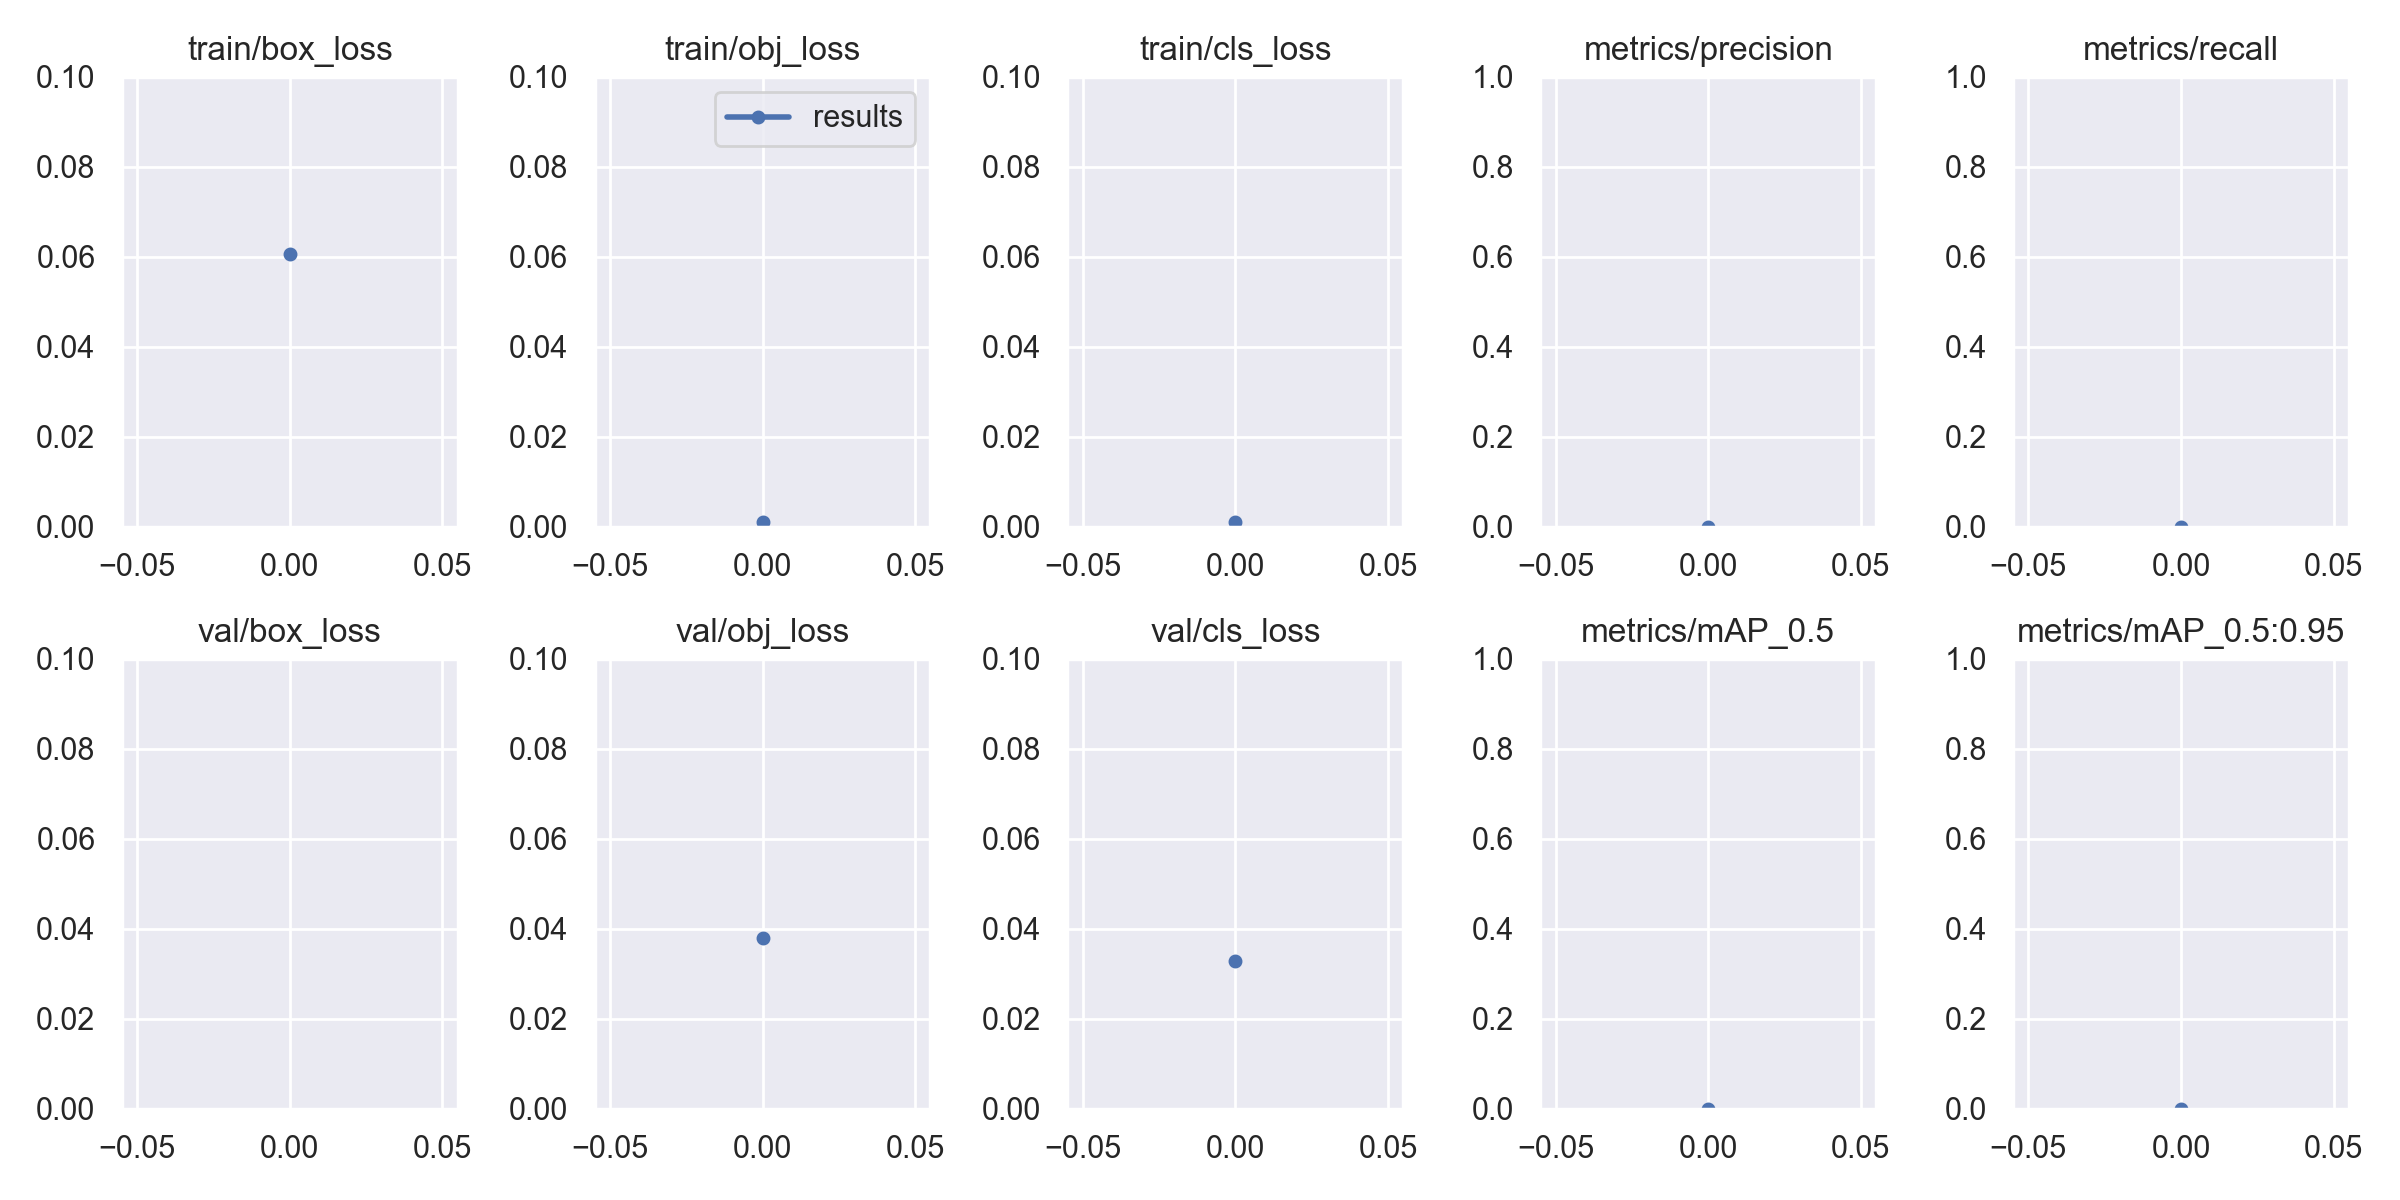 train/box_loss train/obj_loss train/cls_loss metrics/precision metrics/recall
0.10 0.10 0.10 1.0 1.0
results
0.08 0.08 0.08 0.8 0.8
0.06 0.06 0.06 0.6 0.6
0.04 0.04 0.04 0.4 0.4
0.02 0.02 0.02 0.2 0.2
0.00 0.00 0.00 0.0 0.0
−0.05 0.00 0.05 −0.05 0.00 0.05 −0.05 0.00 0.05 −0.05 0.00 0.05 −0.05 0.00 0.05
val/box_loss val/obj_loss val/cls_loss metrics/mAP_0.5 metrics/mAP_0.5:0.95
0.10 0.10 0.10 1.0 1.0
0.08 0.08 0.08 0.8 0.8
0.06 0.06 0.06 0.6 0.6
0.04 0.04 0.04 0.4 0.4
0.02 0.02 0.02 0.2 0.2
0.00 0.00 0.00 0.0 0.0
−0.05 0.00 0.05 −0.05 0.00 0.05 −0.05 0.00 0.05 −0.05 0.00 0.05 −0.05 0.00 0.05